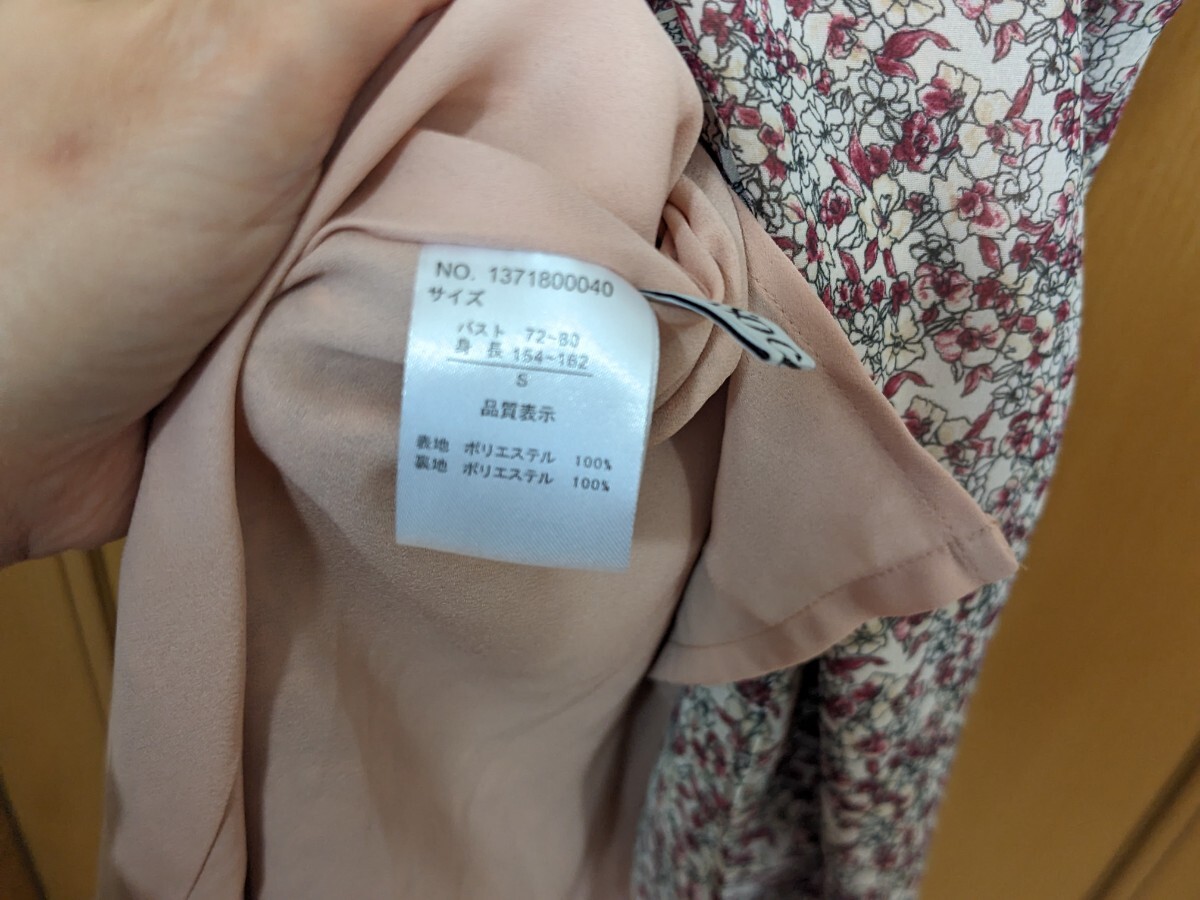 NO. 1371800040
サイズ
バスト 72~80
身 長 154~162
S
品質表示
表地 ポリエステル 100%
裏地 ポリエステル 100%